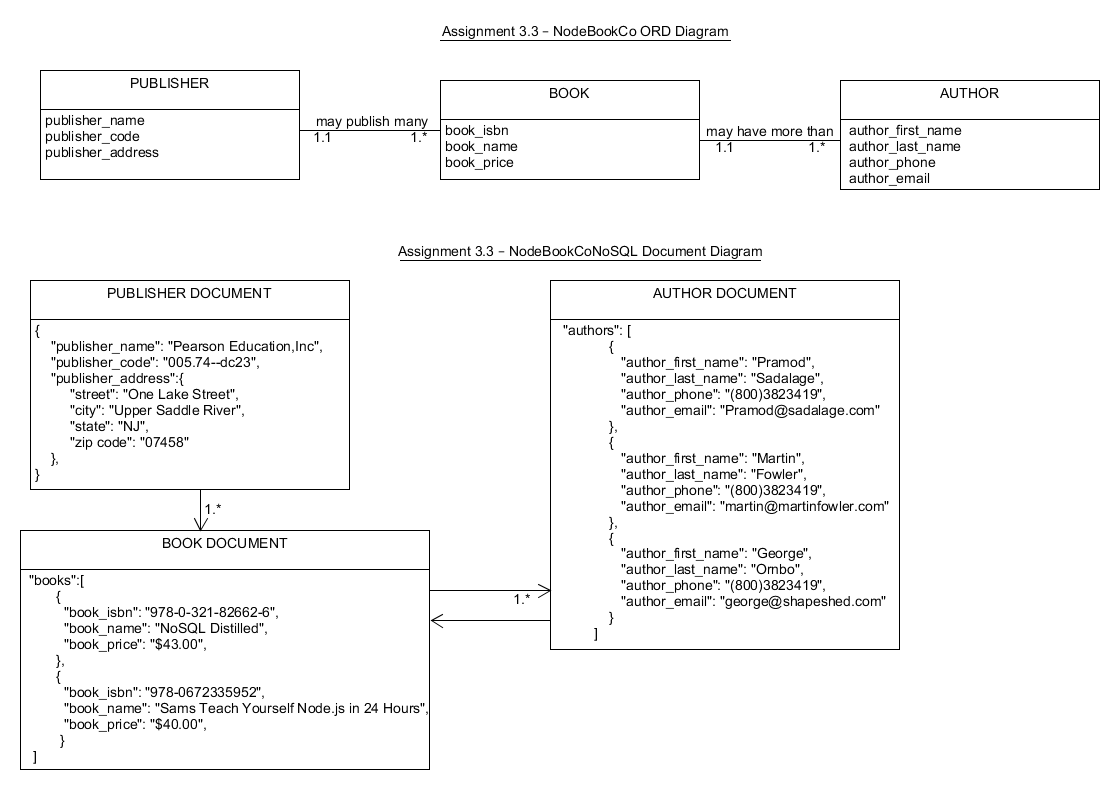 Assignment 3.3 – NodeBookCo ORD Diagram
PUBLISHER
publisher_name
publisher_code
publisher_address
may publish many
1.1 1.*
BOOK
book_isbn
book_name
book_price
may have more than
1.1 1.*
AUTHOR
author_first_name
author_last_name
author_phone
author_email
Assignment 3.3 – NodeBookCoNoSQL Document Diagram
PUBLISHER DOCUMENT
{
"publisher_name": "Pearson Education,Inc",
"publisher_code": "005.74--dc23",
"publisher_address":{
"street": "One Lake Street",
"city": "Upper Saddle River",
"state": "NJ",
"zip code": "07458"
},
}
1.*
BOOK DOCUMENT
"books":[
{
"book_isbn": "978-0-321-82662-6",
"book_name": "NoSQL Distilled",
"book_price": "$43.00",
},
{
"book_isbn": "978-0672335952",
"book_name": "Sams Teach Yourself Node.js in 24 Hours",
"book_price": "$40.00",
}
]
1.*
AUTHOR DOCUMENT
"authors": [
{
"author_first_name": "Pramod",
"author_last_name": "Sadalage",
"author_phone": "(800)3823419",
"author_email": "Pramod@sadalage.com"
},
{
"author_first_name": "Martin",
"author_last_name": "Fowler",
"author_phone": "(800)3823419",
"author_email": "martin@martinfowler.com"
},
{
"author_first_name": "George",
"author_last_name": "Ornbo",
"author_phone": "(800)3823419",
"author_email": "george@shapeshed.com"
}
]